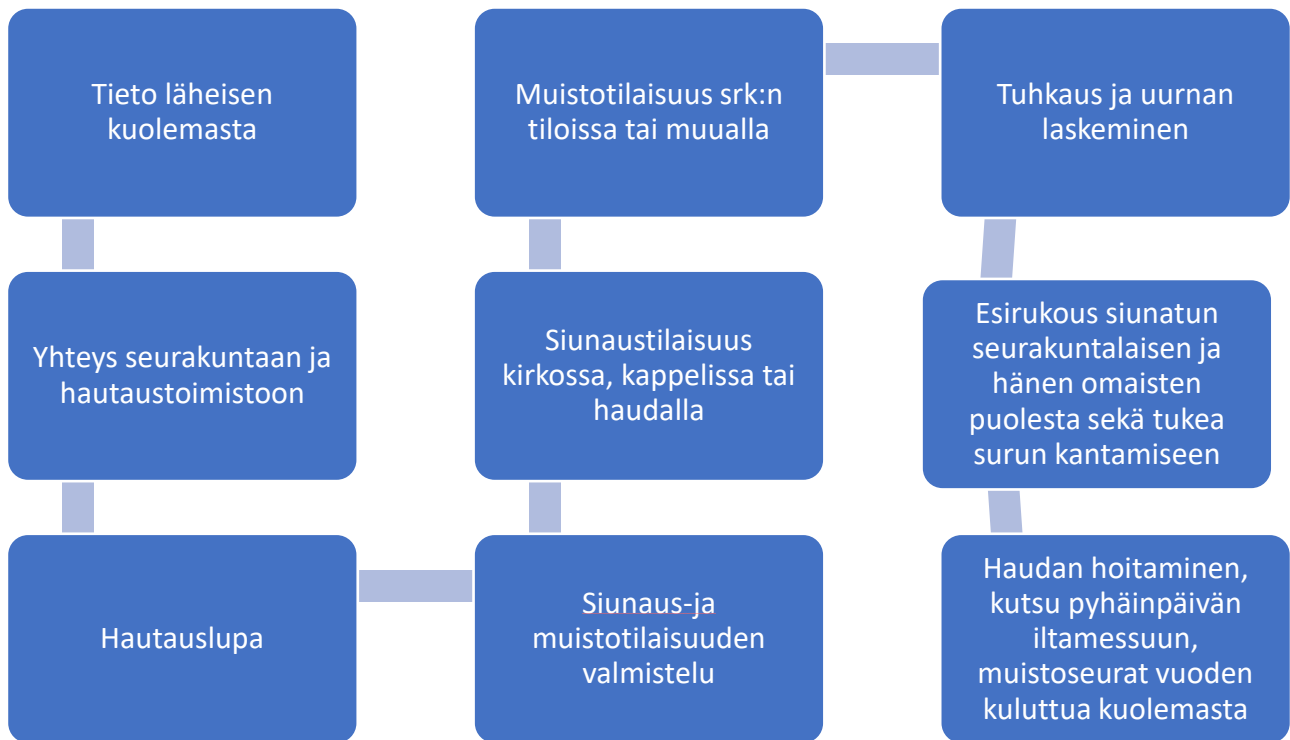 Tieto läheisen
kuolemasta
Yhteys seurakuntaan ja
hautaustoimistoon
Hautauslupa
Siunaus-ja
muistotilaisuuden
valmistelu
Siunaustilaisuus
kirkossa, kappelissa tai
haudalla
Muistotilaisuus srk:n
tiloissa tai muualla
Tuhkaus ja uurnan
laskeminen
Esirukous siunatun
seurakuntalaisen ja
hänen omaisten
puolesta sekä tukea
surun kantamiseen
Haudan hoitaminen,
kutsu pyhäinpäivän
iltamessuun,
muistoseurat vuoden
kuluttua kuolemasta